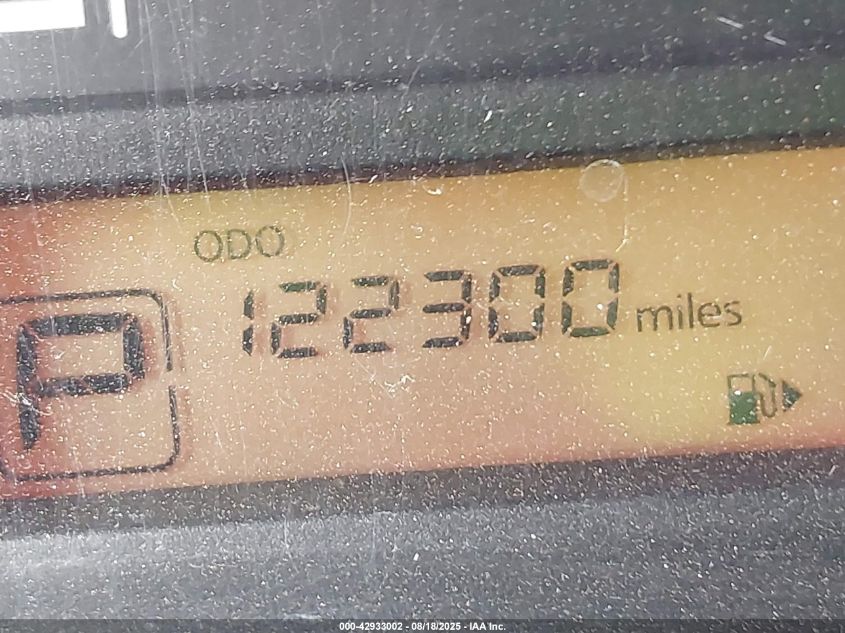 ODO
122300 miles
P
000-42933002 - 08/18/2025 - IAA Inc.